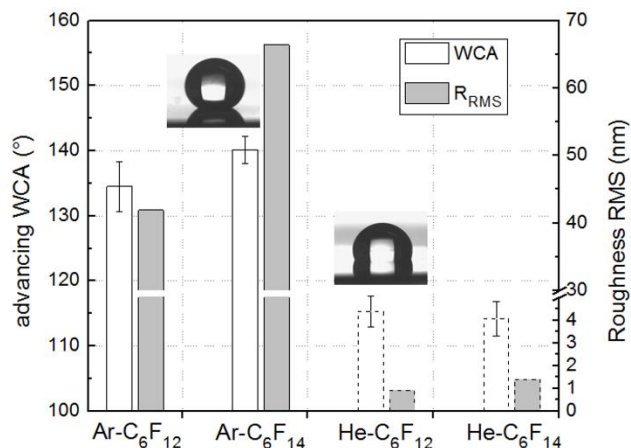 160
150
140
130
120
110
100
advancing WCA (°)
WCA
R_RMS
70
60
50
40
30
4
3
2
1
0
Roughness RMS (nm)
Ar-C₆F₁₂
Ar-C₆F₁₄
He-C₆F₁₂
He-C₆F₁₄